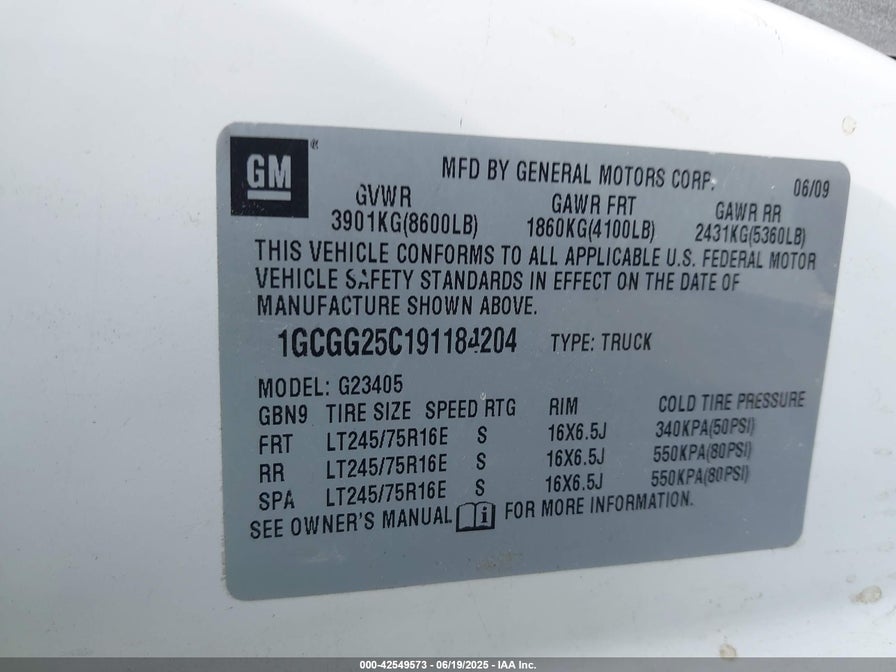 GM®
MFD BY GENERAL MOTORS CORP. 06/09
GVWR GAWR FRT GAWR RR
3901KG(8600LB) 1860KG(4100LB) 2431KG(5360LB)
THIS VEHICLE CONFORMS TO ALL APPLICABLE U.S. FEDERAL MOTOR
VEHICLE SAFETY STANDARDS IN EFFECT ON THE DATE OF
MANUFACTURE SHOWN ABOVE.
1GCGG25C191184204 TYPE: TRUCK
MODEL: G23405
GBN9 TIRE SIZE SPEED RTG RIM COLD TIRE PRESSURE
FRT LT245/75R16E S 16X6.5J 340KPA(50PSI)
RR LT245/75R16E S 16X6.5J 550KPA(80PSI)
SPA LT245/75R16E S 16X6.5J 550KPA(80PSI)
SEE OWNER'S MANUAL i FOR MORE INFORMATION.
000-42549573 - 06/19/2025 - IAA Inc.